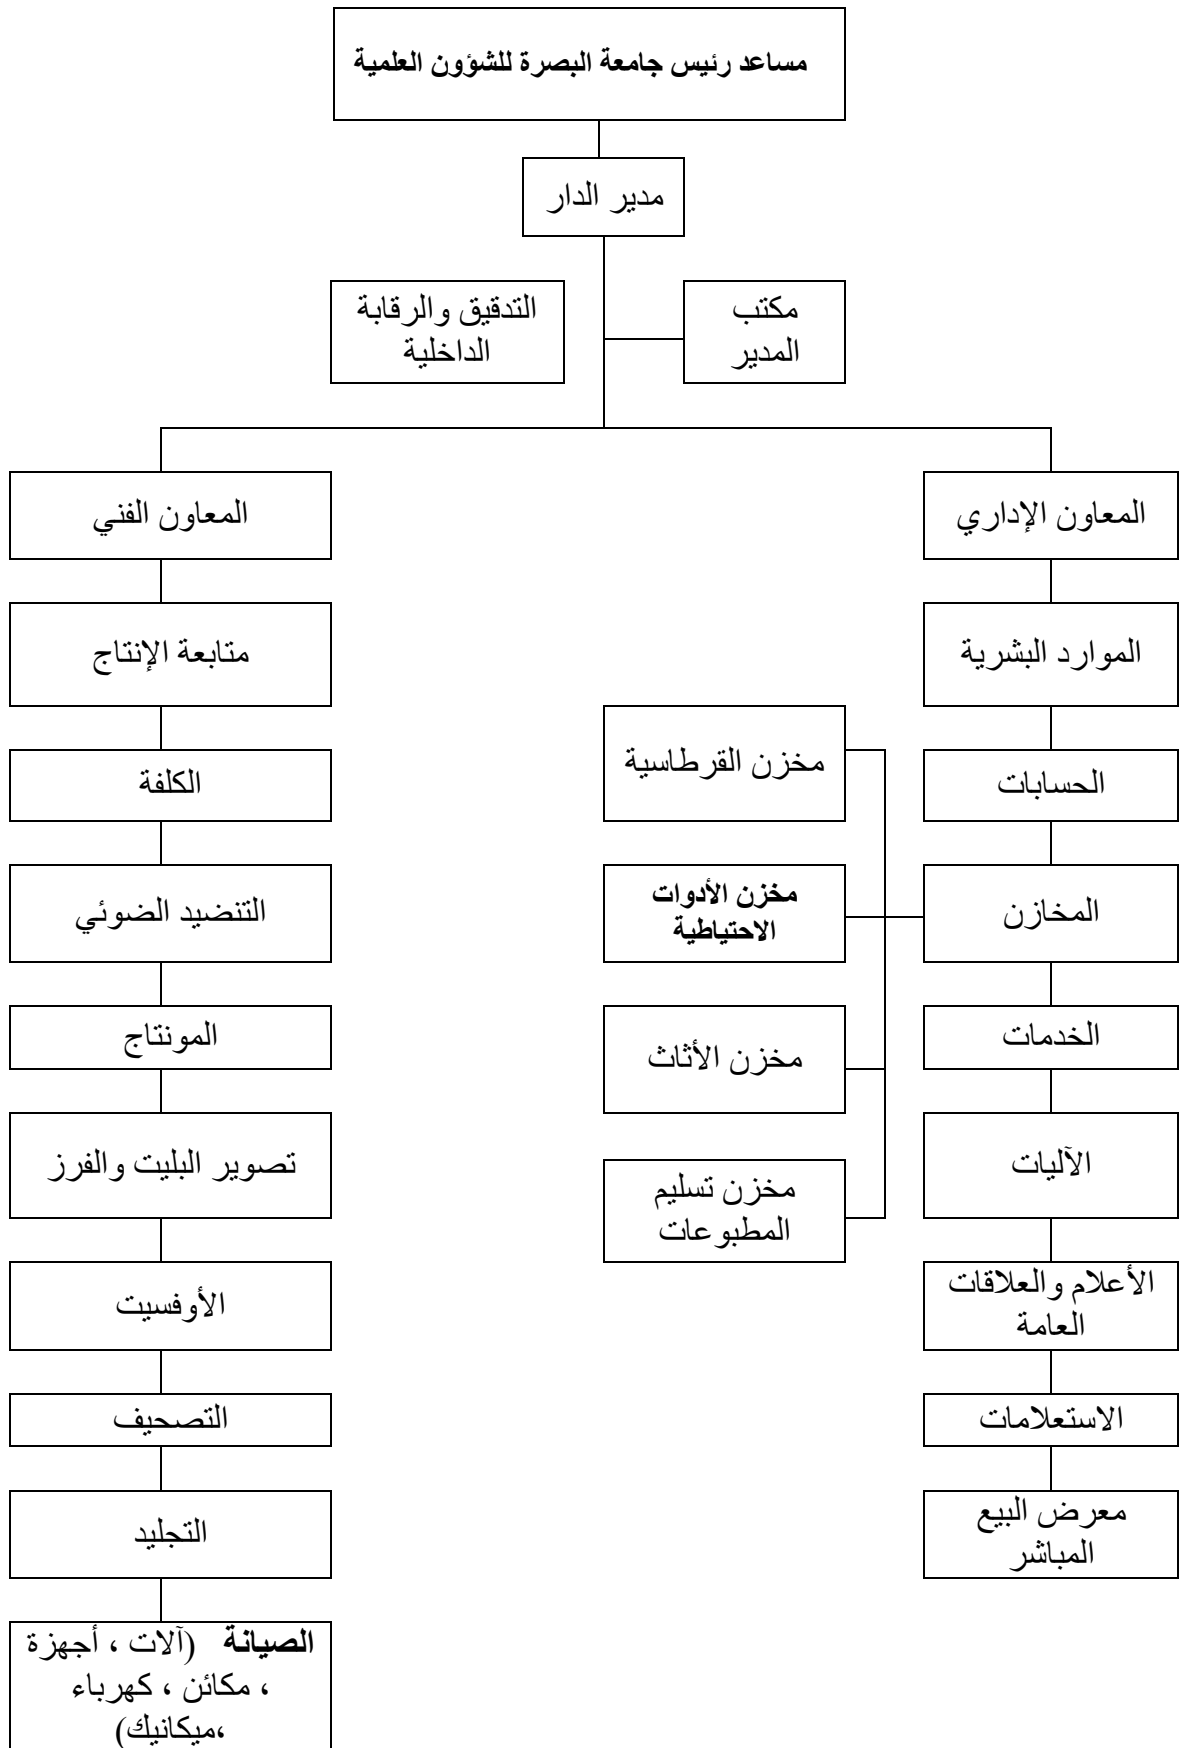 مساعد رئيس جامعة البصرة للشؤون العلمية
مدير الدار
مكتب
المدير
التدقيق والرقابة
الداخلية
المعاون الإداري
المعاون الفني
الموارد البشرية
متابعة الإنتاج
مخزن القرطاسية
الحسابات
الكلفة
المخازن
مخزن الأدوات
الاحتياطية
التنضيد الضوئي
الخدمات
مخزن الأثاث
المونتاج
الآليات
مخزن تسليم
المطبوعات
تصوير البليت والفرز
الأعلام والعلاقات
العامة
الأوفسيت
الاستعلامات
التصحيف
معرض البيع
المباشر
التجليد
الصيانة (آلات ، أجهزة
، مكائن ، كهرباء
،ميكانيك)